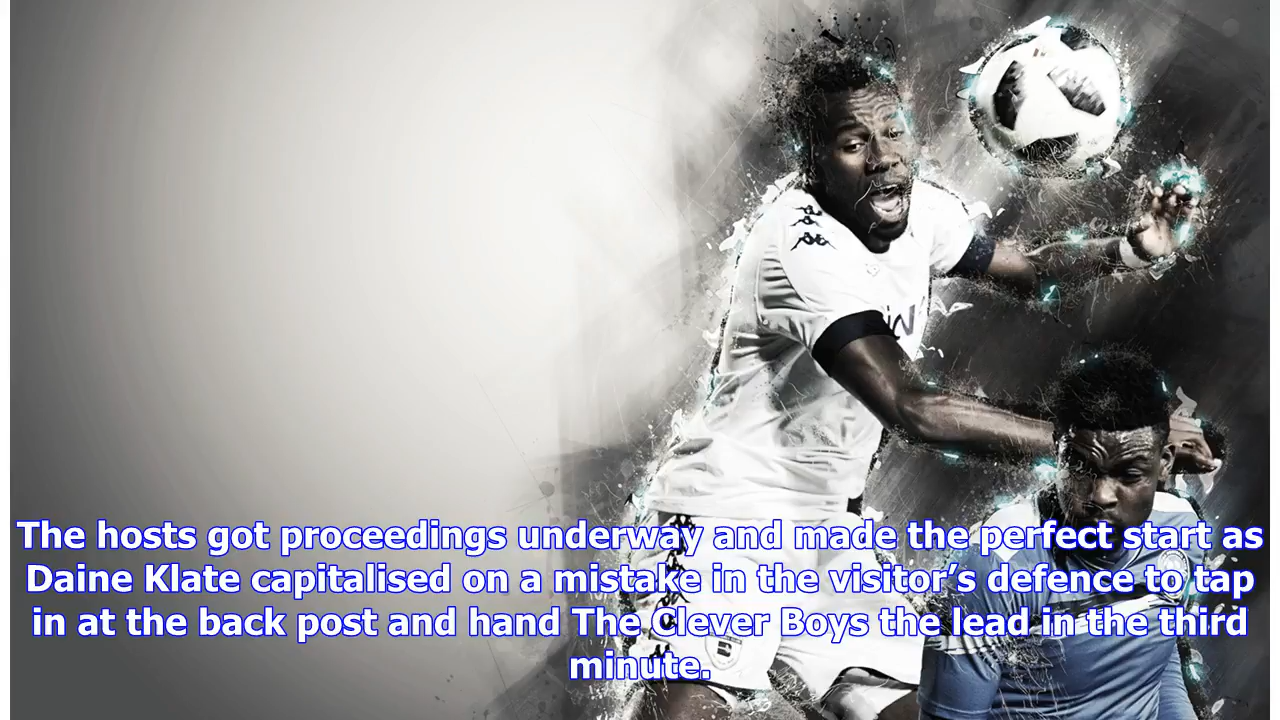 The hosts got proceedings underway and made the perfect start as
Daine Klate capitalised on a mistake in the visitor’s defence to tap
in at the back post and hand The Clever Boys the lead in the third
minute.